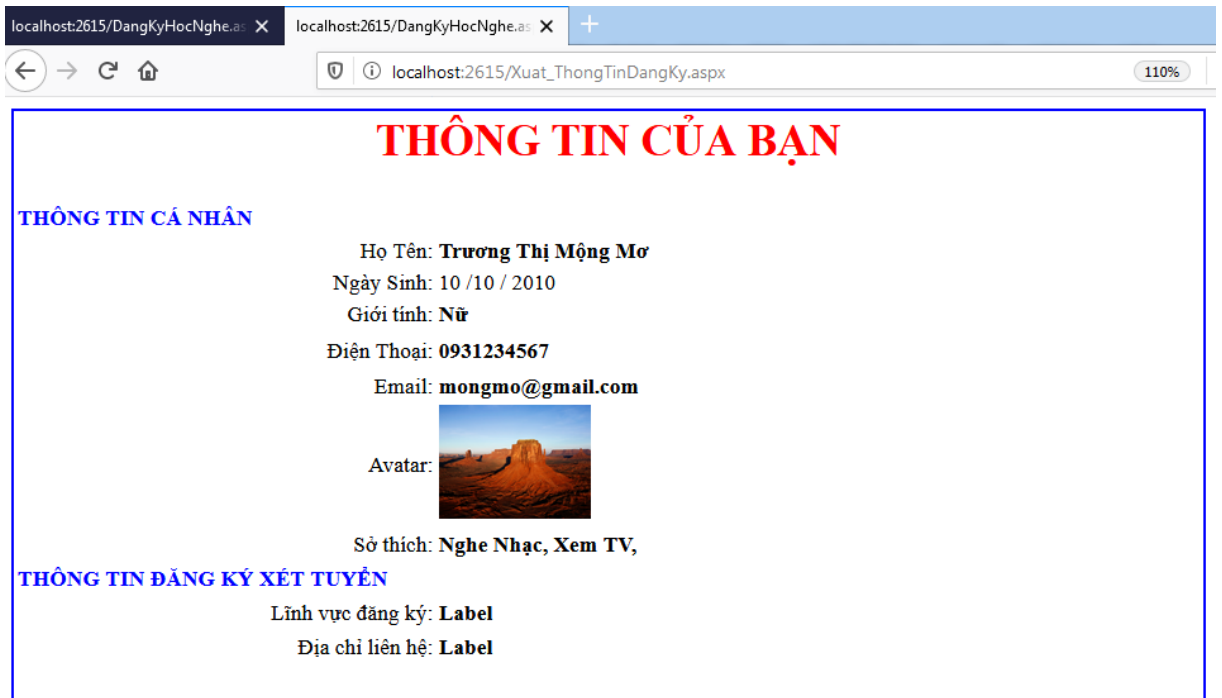 localhost:2615/DangKyHocNghe.as
localhost:2615/DangKyHocNghe.as
localhost:2615/Xuat_ThongTinDangKy.aspx
110%
THÔNG TIN CỦA BẠN
THÔNG TIN CÁ NHÂN
Họ Tên: Trương Thị Mộng Mơ
Ngày Sinh: 10 /10 / 2010
Giới tính: Nữ
Điện Thoại: 0931234567
Email: mongmo@gmail.com
Avatar:
Sở thích: Nghe Nhạc, Xem TV,
THÔNG TIN ĐĂNG KÝ XÉT TUYỂN
Lĩnh vực đăng ký: Label
Địa chỉ liên hệ: Label